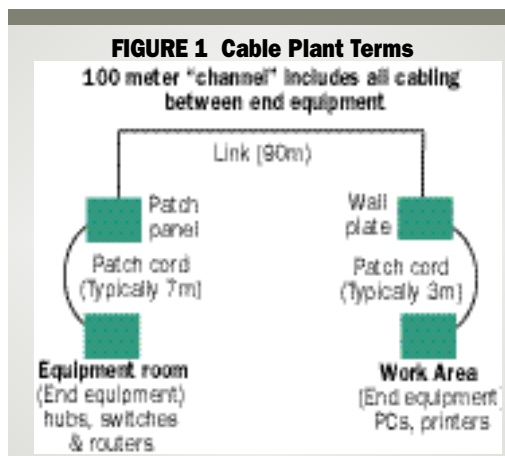 FIGURE 1 Cable Plant Terms
100 meter "channel" includes all cabling
between end equipment
Link (90m)
Patch
panel
Wall
plate
Patch cord
(Typically 7m)
Patch cord
(Typically 3m)
Equipment room
(End equipment)
hubs, switches
& routers
Work Area
(End equipment
PCs, printers